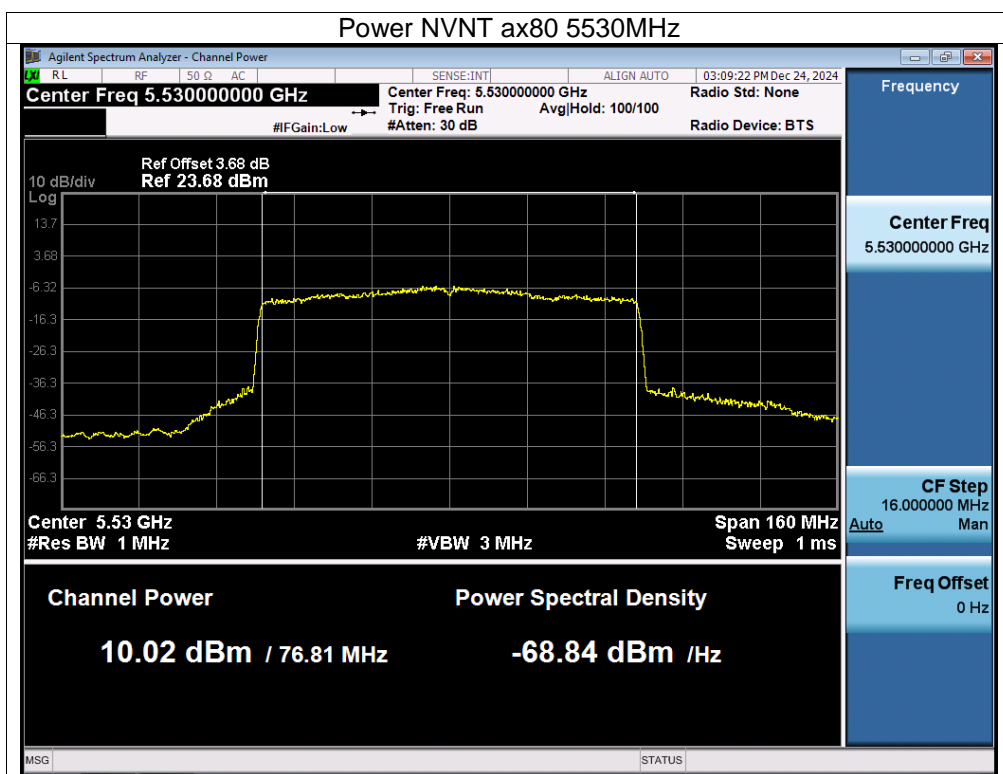 Power NVNT ax80 5530MHz
Agilent Spectrum Analyzer - Channel Power
LXI RL RF 50 Ω AC SENSE:INT ALIGN AUTO 03:09:22 PM Dec 24, 2024
Center Freq 5.530000000 GHz
Center Freq: 5.530000000 GHz
Radio Std: None
Trig: Free Run Avg|Hold: 100/100
#IFGain:Low
#Atten: 30 dB
Radio Device: BTS
Ref Offset 3.68 dB
10 dB/div Ref 23.68 dBm
Log
13.7
3.68
-6.32
-16.3
-26.3
-36.3
-46.3
-56.3
-66.3
Center 5.53 GHz Span 160 MHz
#Res BW 1 MHz #VBW 3 MHz Sweep 1 ms
Channel Power Power Spectral Density
10.02 dBm / 76.81 MHz -68.84 dBm /Hz
MSG STATUS
Frequency
Center Freq
5.530000000 GHz
CF Step
16.000000 MHz
Auto Man
Freq Offset
0 Hz